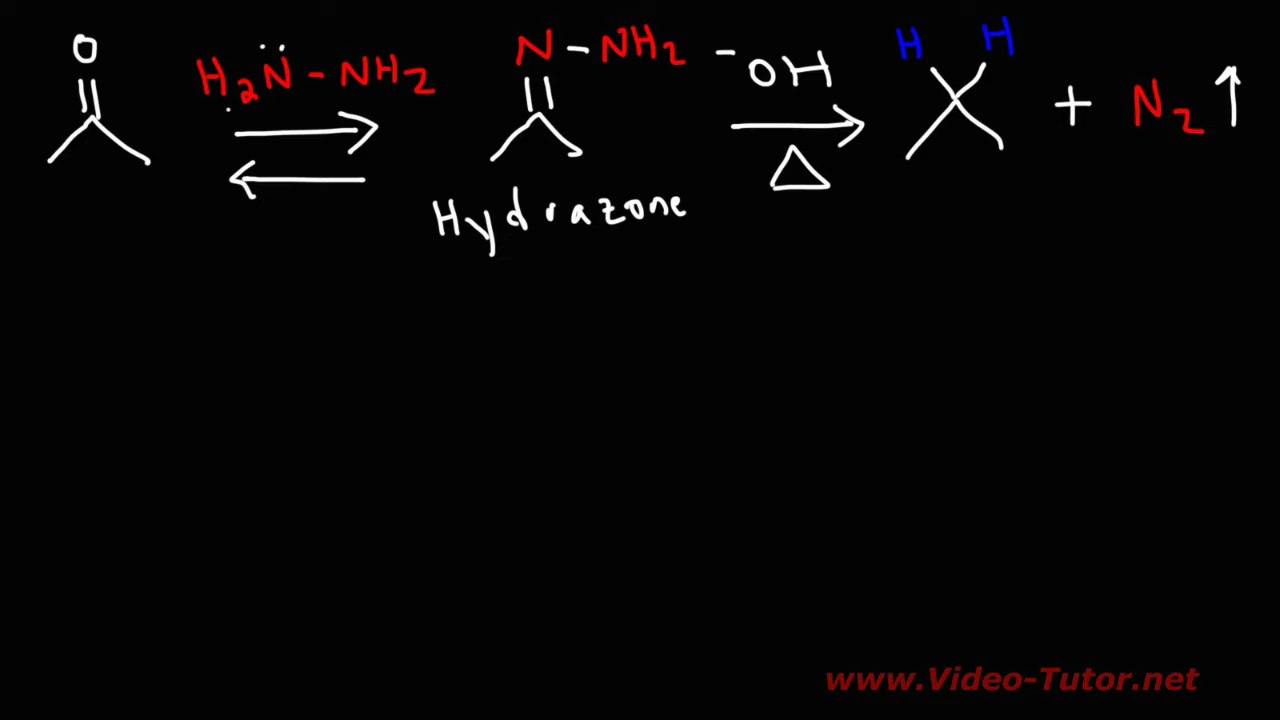 O H₂N̈-NH₂ N-NH₂ ⁻OH H H + N₂↑
Δ
Hydrazone
www.Video-Tutor.net